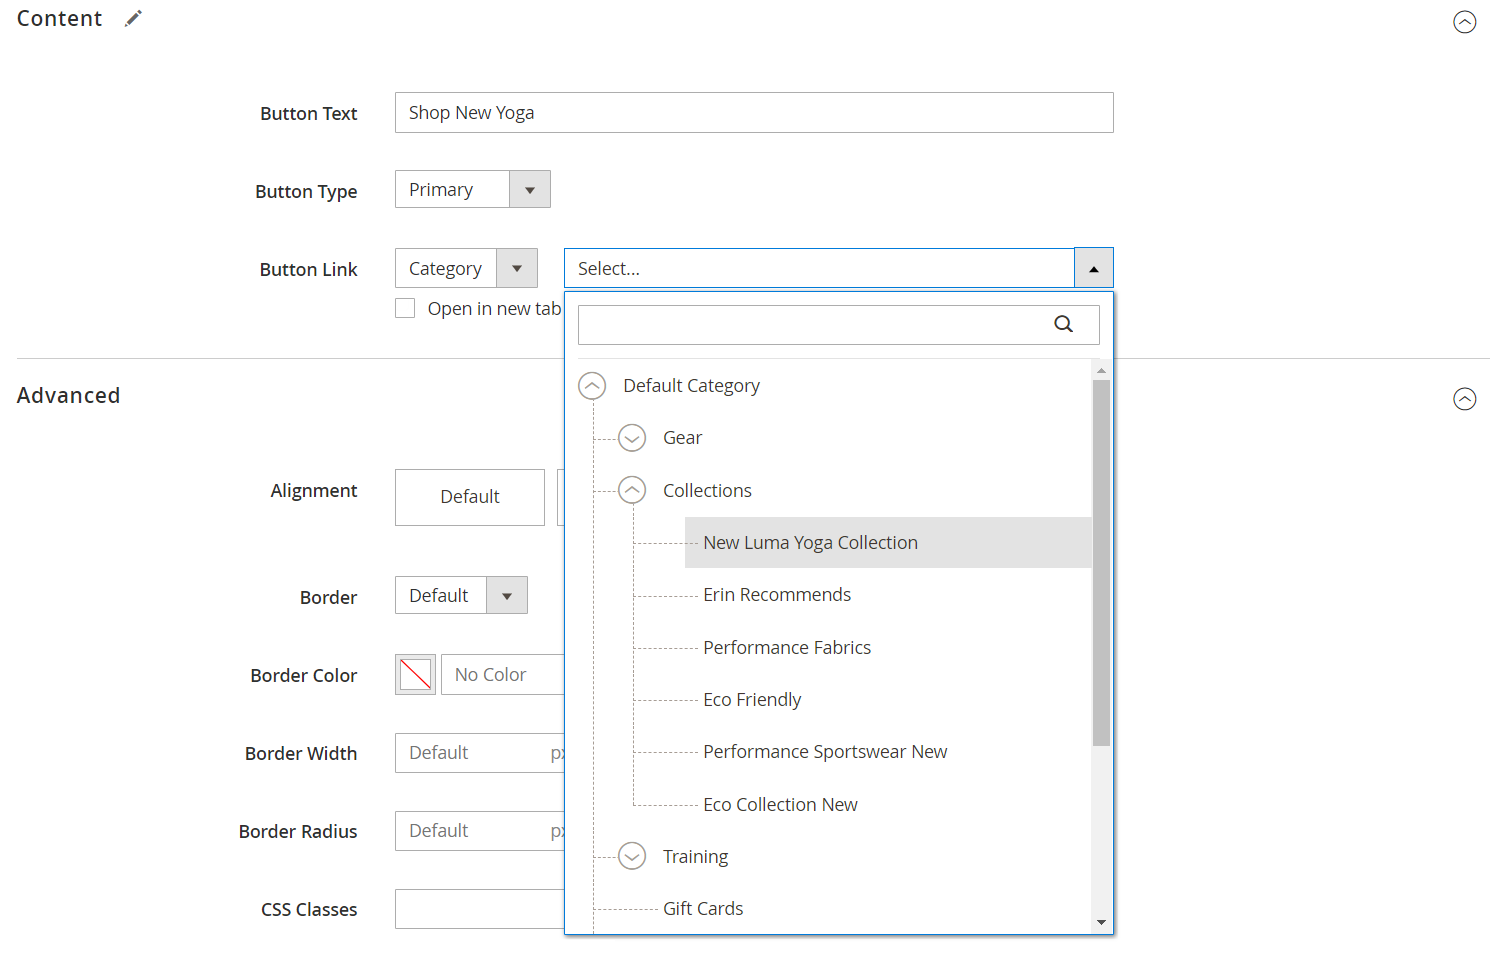 Content
Button Text
Shop New Yoga
Button Type
Primary
Button Link
Category
Select...
Open in new tab
Default Category
Gear
Collections
New Luma Yoga Collection
Erin Recommends
Performance Fabrics
Eco Friendly
Performance Sportswear New
Eco Collection New
Training
Gift Cards
Advanced
Alignment
Default
Border
Default
Border Color
No Color
Border Width
Default
px
Border Radius
Default
px
CSS Classes